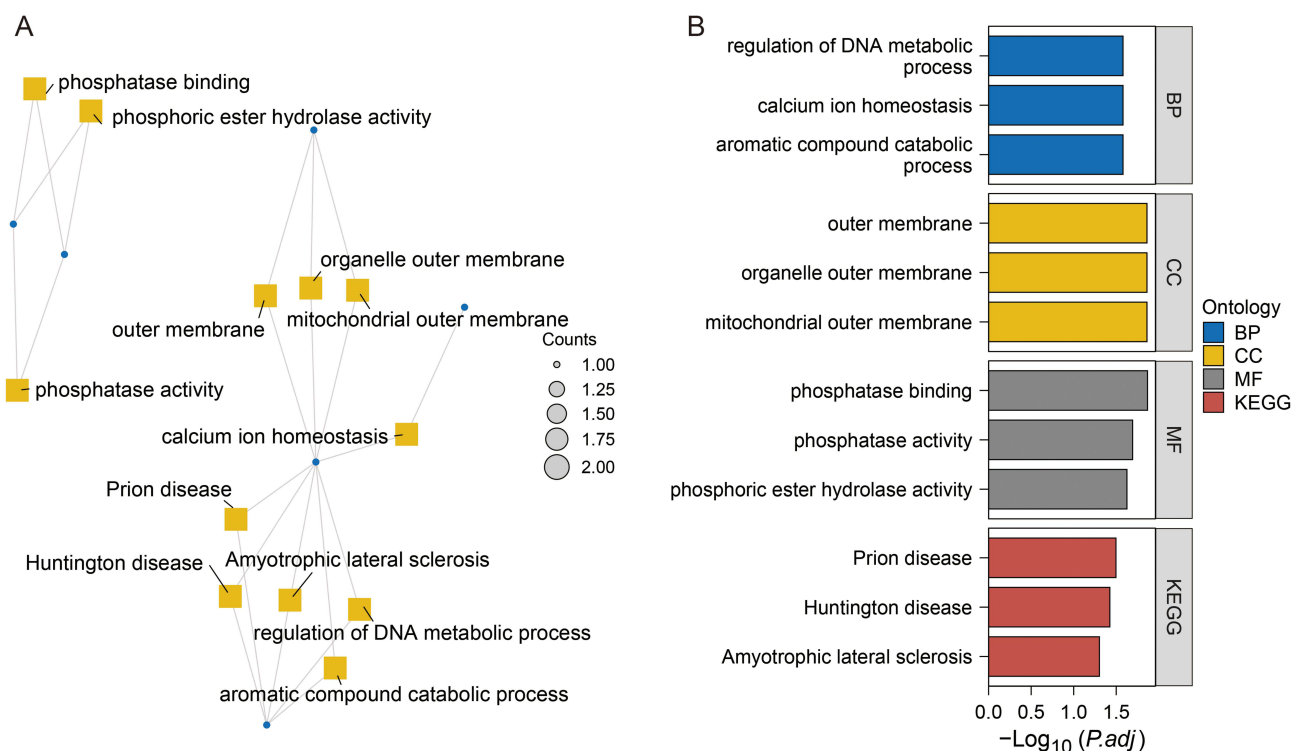 A
phosphatase binding
phosphoric ester hydrolase activity
organelle outer membrane
outer membrane
mitochondrial outer membrane
Counts
1.00
1.25
1.50
1.75
2.00
phosphatase activity
calcium ion homeostasis
Prion disease
Huntington disease
Amyotrophic lateral sclerosis
regulation of DNA metabolic process
aromatic compound catabolic process
B
regulation of DNA metabolic
process
calcium ion homeostasis
aromatic compound catabolic
process
BP
outer membrane
organelle outer membrane
mitochondrial outer membrane
CC
phosphatase binding
phosphatase activity
phosphoric ester hydrolase activity
MF
Prion disease
Huntington disease
Amyotrophic lateral sclerosis
KEGG
0.0 0.5 1.0 1.5
−Log10 (P.adj)
Ontology
BP
CC
MF
KEGG